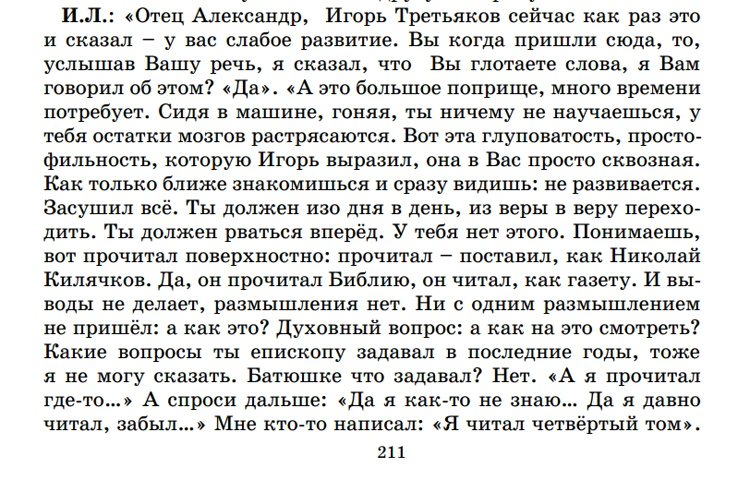 И.Л.: «Отец Александр, Игорь Третьяков сейчас как раз это
и сказал – у вас слабое развитие. Вы когда пришли сюда, то,
услышав Вашу речь, я сказал, что Вы глотаете слова, я Вам
говорил об этом? «Да». «А это большое поприще, много времени
потребует. Сидя в машине, гоняя, ты ничему не научаешься, у
тебя остатки мозгов растрясаются. Вот эта глуповатость, просто-
фильность, которую Игорь выразил, она в Вас просто сквозная.
Как только ближе знакомишься и сразу видишь: не развивается.
Засушил всё. Ты должен изо дня в день, из веры в веру перехо-
дить. Ты должен рваться вперёд. У тебя нет этого. Понимаешь,
вот прочитал поверхностно: прочитал – поставил, как Николай
Килячков. Да, он прочитал Библию, он читал, как газету. И вы-
воды не делает, размышления нет. Ни с одним размышлением
не пришёл: а как это? Духовный вопрос: а как на это смотреть?
Какие вопросы ты епископу задавал в последние годы, тоже
я не могу сказать. Батюшке что задавал? Нет. «А я прочитал
где-то...» А спроси дальше: «Да я как-то не знаю... Да я давно
читал, забыл...» Мне кто-то написал: «Я читал четвёртый том».
211